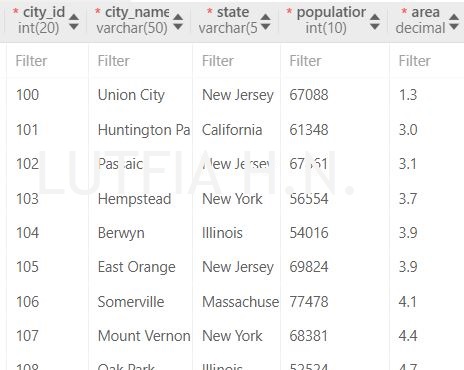 * city_id * city_name * state * population * area
int(20) varchar(50) varchar(5 int(10) decimal
Filter Filter Filter Filter Filter
100 Union City New Jersey 67088 1.3
101 Huntington Pa California 61348 3.0
102 Passaic New Jersey 67861 3.1
LUTFIA H.N.
103 Hempstead New York 56554 3.7
104 Berwyn Illinois 54016 3.9
105 East Orange New Jersey 69824 3.9
106 Somerville Massachuse 77478 4.1
107 Mount Vernon New York 68381 4.4
108 Oak Park Illinois 52524 4.7